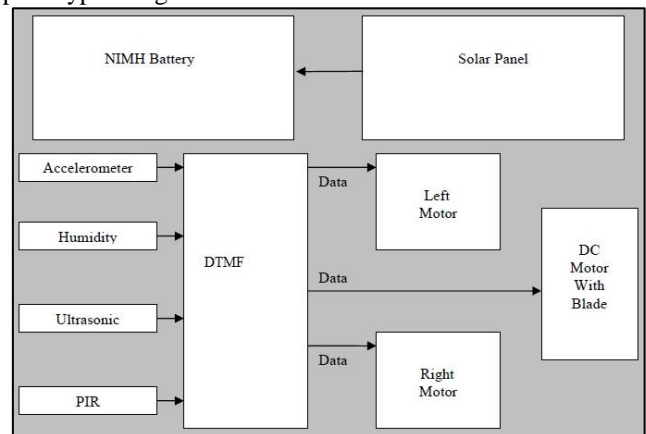 NIMH Battery
Solar Panel
Accelerometer
Humidity
Ultrasonic
PIR
DTMF
Data
Left
Motor
Data
DC
Motor
With
Blade
Data
Right
Motor